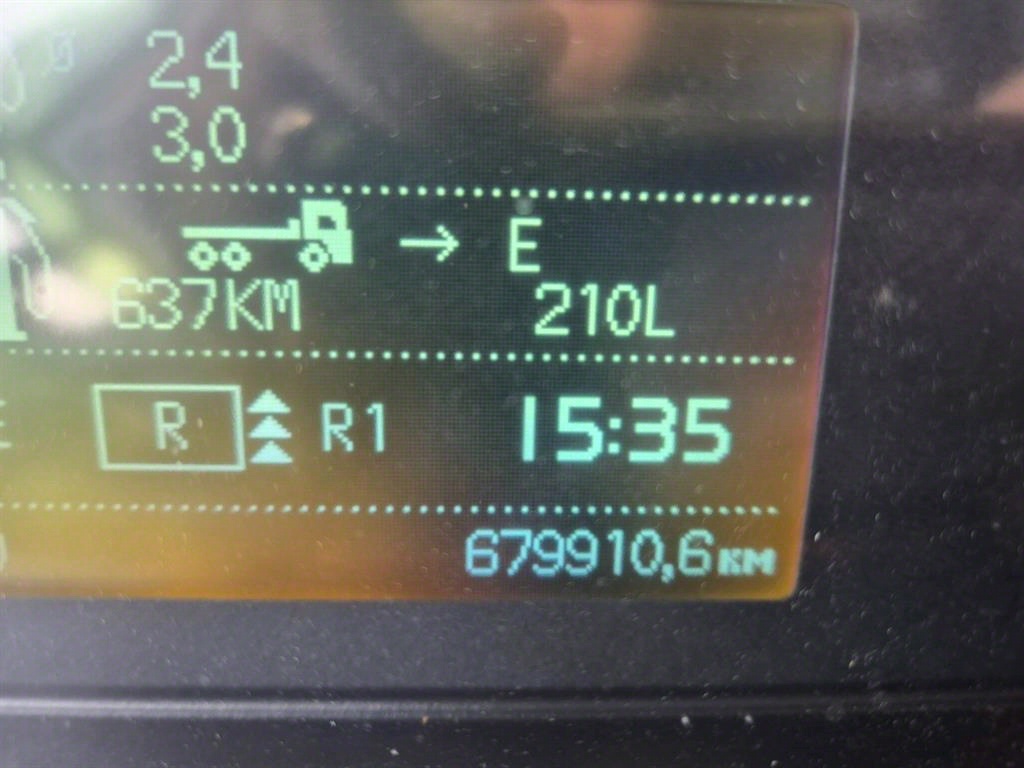 2,4
3,0
→ E
637KM 210L
R R1 15:35
679910,6KM